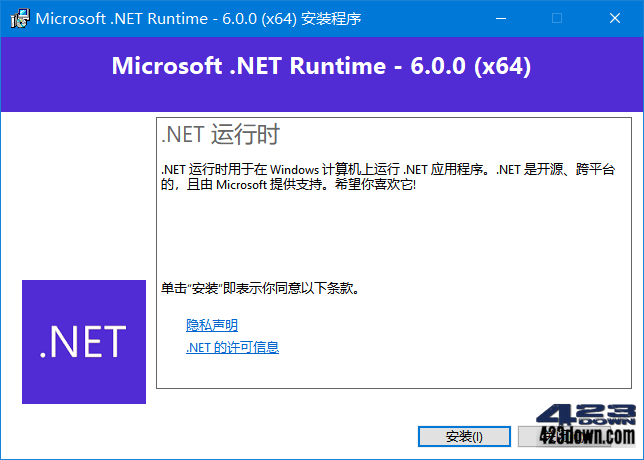 Microsoft .NET Runtime - 6.0.0 (x64) 安装程序
Microsoft .NET Runtime - 6.0.0 (x64)
.NET 运行时
.NET 运行时用于在 Windows 计算机上运行 .NET 应用程序。.NET 是开源、跨平台
的，且由 Microsoft 提供支持。希望你喜欢它!
单击“安装”即表示你同意以下条款。
隐私声明
.NET 的许可信息
.NET
安装(I)
423
DOWN
423down.com